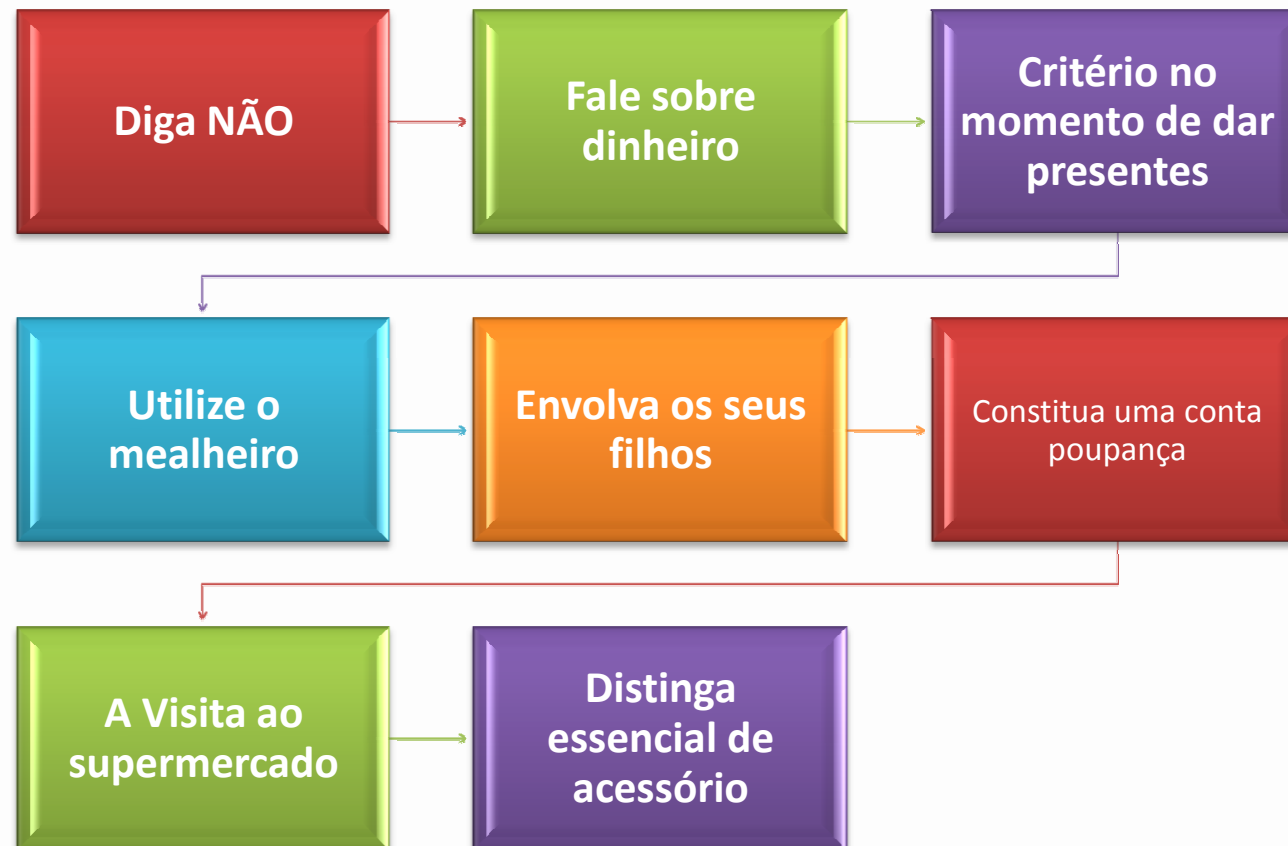 Diga NÃO
Fale sobre
dinheiro
Critério no
momento de dar
presentes
Utilize o
mealheiro
Envolva os seus
filhos
Constitua uma conta
poupança
A Visita ao
supermercado
Distinga
essencial de
acessório